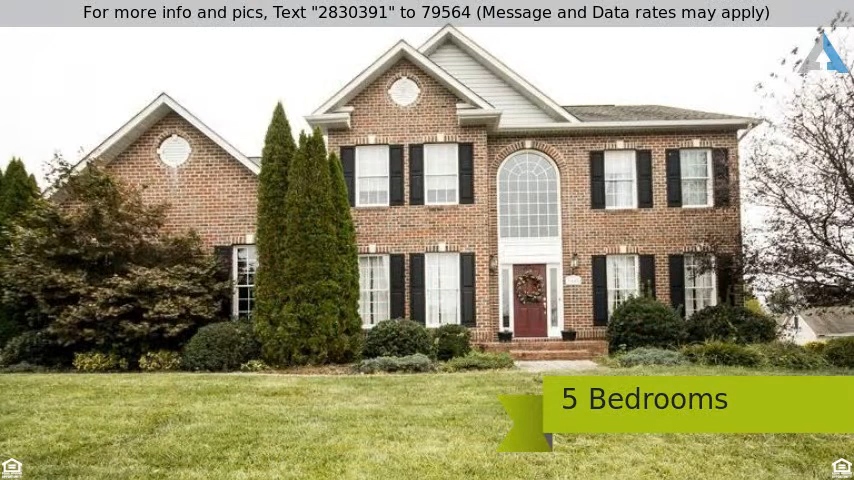 For more info and pics, Text "2830391" to 79564 (Message and Data rates may apply)
5 Bedrooms